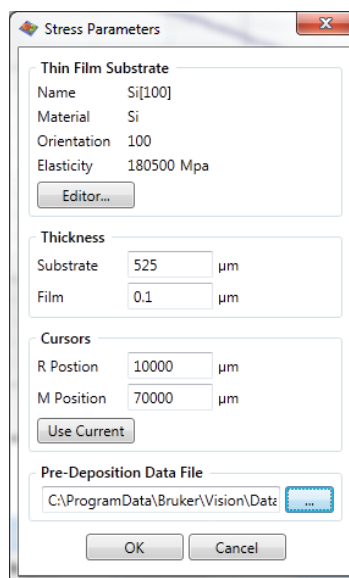 Stress Parameters
Thin Film Substrate
Name Si[100]
Material Si
Orientation 100
Elasticity 180500 Mpa
Editor...
Thickness
Substrate 525 µm
Film 0.1 µm
Cursors
R Postion 10000 µm
M Position 70000 µm
Use Current
Pre-Deposition Data File
C:\ProgramData\Bruker\Vision\Data ...
OK Cancel